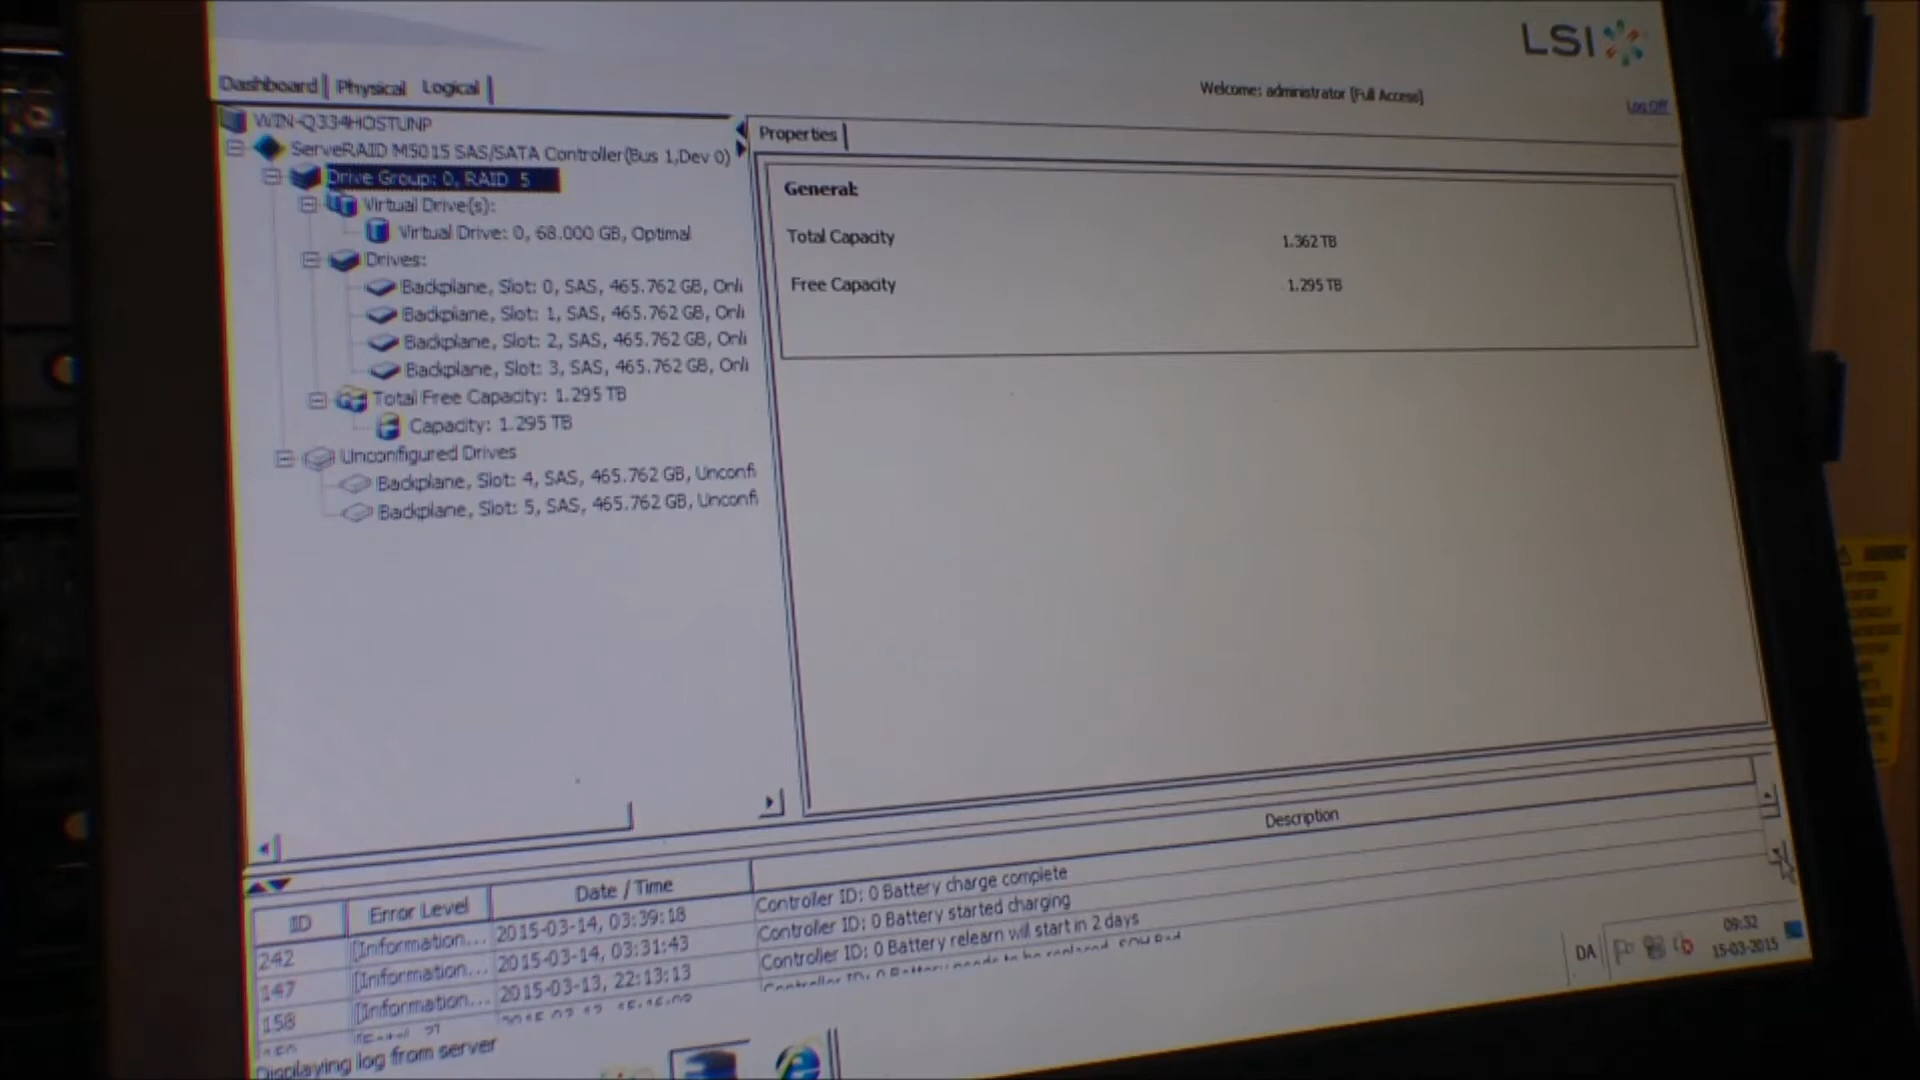 LSI
Dashboard Physical Logical
Welcome: administrator [Full Access]
Log Off
WIN-Q334HOSTUNP
ServeRAID M5015 SAS/SATA Controller(Bus 1,Dev 0)
Drive Group: 0, RAID 5
Virtual Drive(s):
Virtual Drive: 0, 68.000 GB, Optimal
Drives:
Backplane, Slot: 0, SAS, 465.762 GB, Onli
Backplane, Slot: 1, SAS, 465.762 GB, Onli
Backplane, Slot: 2, SAS, 465.762 GB, Onli
Backplane, Slot: 3, SAS, 465.762 GB, Onli
Total Free Capacity: 1.295 TB
Capacity: 1.295 TB
Unconfigured Drives
Backplane, Slot: 4, SAS, 465.762 GB, Unconfi
Backplane, Slot: 5, SAS, 465.762 GB, Unconfi
Properties
General:
Total Capacity 1.362 TB
Free Capacity 1.295 TB
ID Error Level Date / Time Description
242 [Information... 2015-03-14, 03:39:18 Controller ID: 0 Battery charge complete
147 [Information... 2015-03-14, 03:31:43 Controller ID: 0 Battery started charging
158 [Information... 2015-03-13, 22:13:13 Controller ID: 0 Battery relearn will start in 2 days
Controller ID: 0 Battery needs to be replaced
Displaying log from server
DA
09:32
15-03-2015